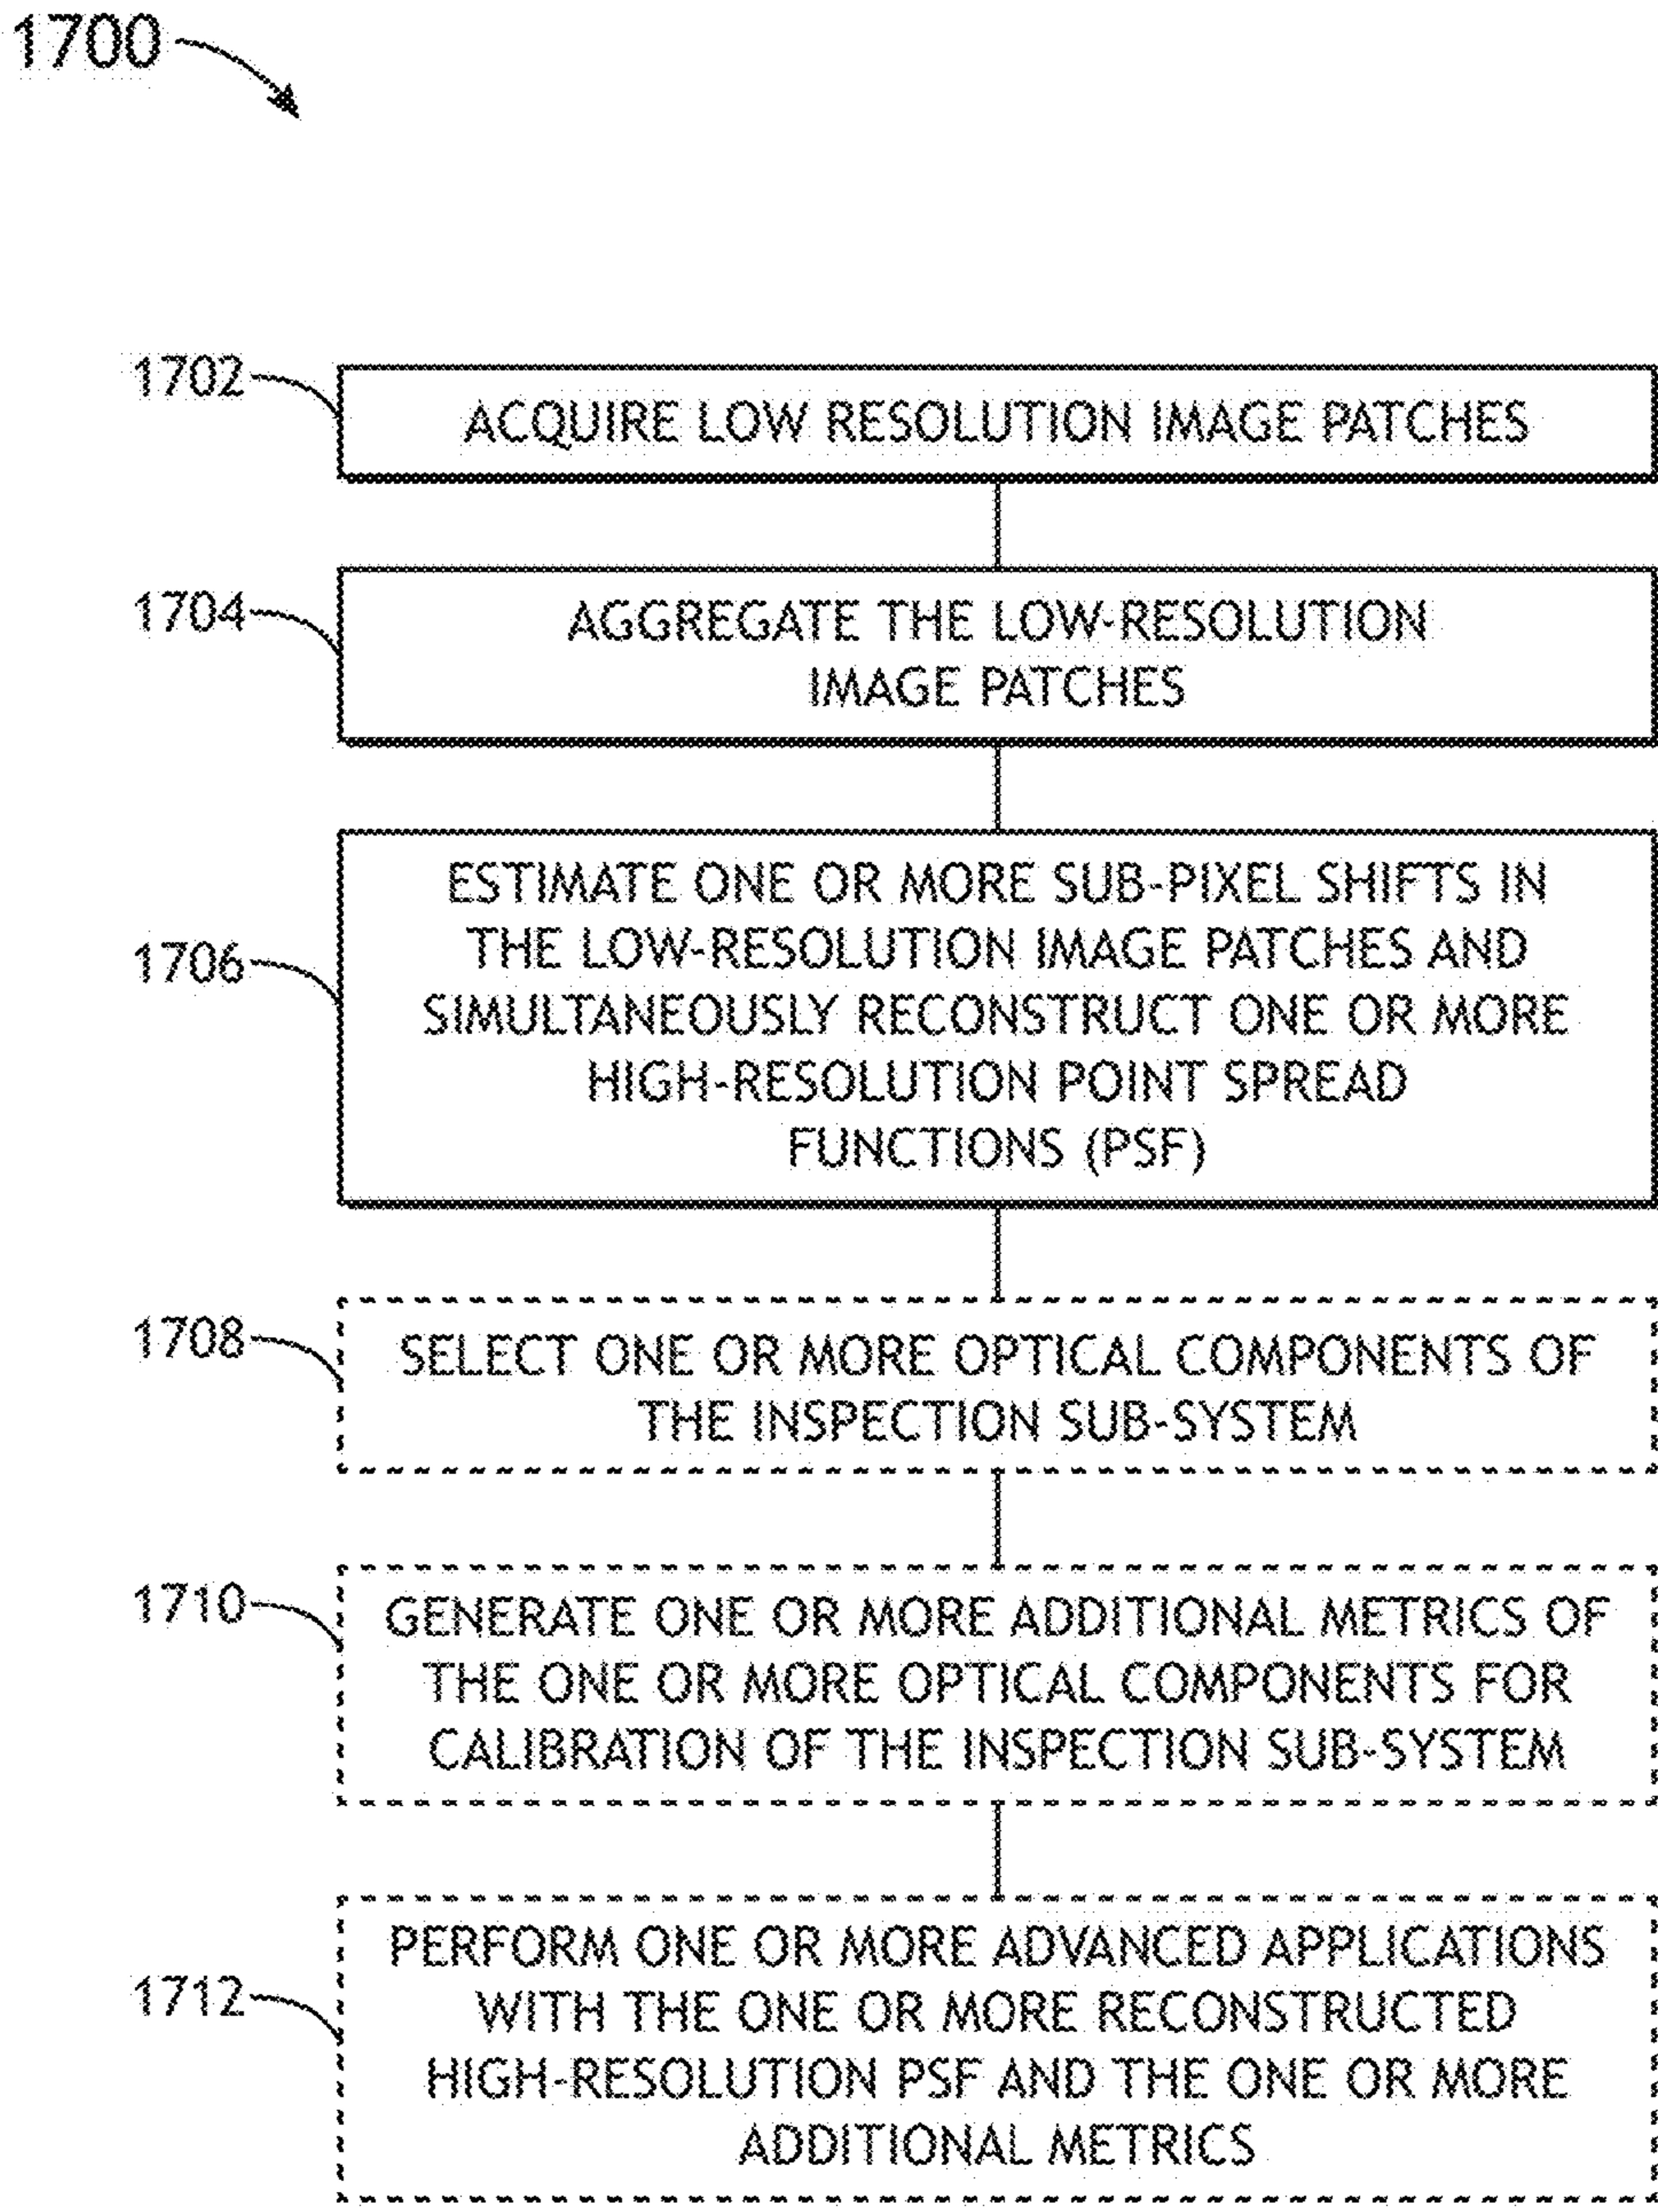 1700
1702
ACQUIRE LOW RESOLUTION IMAGE PATCHES
1704
AGGREGATE THE LOW-RESOLUTION
IMAGE PATCHES
1706
ESTIMATE ONE OR MORE SUB-PIXEL SHIFTS IN
THE LOW-RESOLUTION IMAGE PATCHES AND
SIMULTANEOUSLY RECONSTRUCT ONE OR MORE
HIGH-RESOLUTION POINT SPREAD
FUNCTIONS (PSF)
1708
SELECT ONE OR MORE OPTICAL COMPONENTS OF
THE INSPECTION SUB-SYSTEM
1710
GENERATE ONE OR MORE ADDITIONAL METRICS OF
THE ONE OR MORE OPTICAL COMPONENTS FOR
CALIBRATION OF THE INSPECTION SUB-SYSTEM
1712
PERFORM ONE OR MORE ADVANCED APPLICATIONS
WITH THE ONE OR MORE RECONSTRUCTED
HIGH-RESOLUTION PSF AND THE ONE OR MORE
ADDITIONAL METRICS